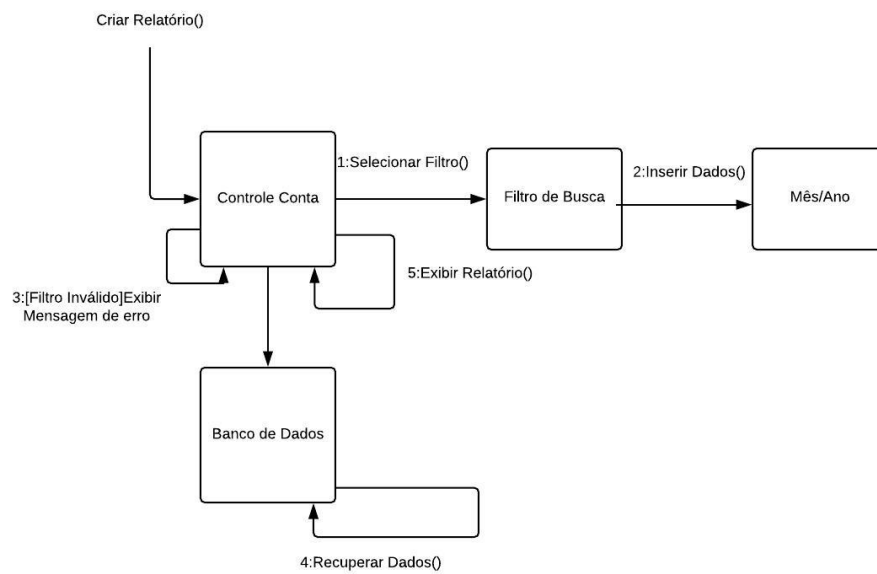 Criar Relatório()
1:Selecionar Filtro()
2:Inserir Dados()
Controle Conta
Filtro de Busca
Mês/Ano
3:[Filtro Inválido]Exibir
Mensagem de erro
5:Exibir Relatório()
Banco de Dados
4:Recuperar Dados()